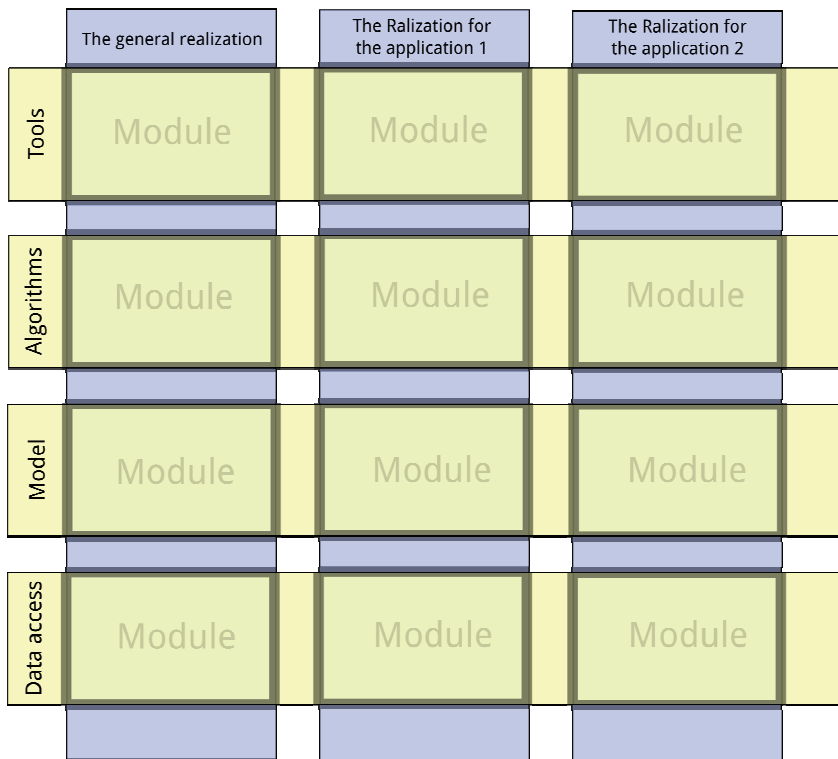 The general realization
The Ralization for
the application 1
The Ralization for
the application 2
Tools
Module
Module
Module
Algorithms
Module
Module
Module
Model
Module
Module
Module
Data access
Module
Module
Module